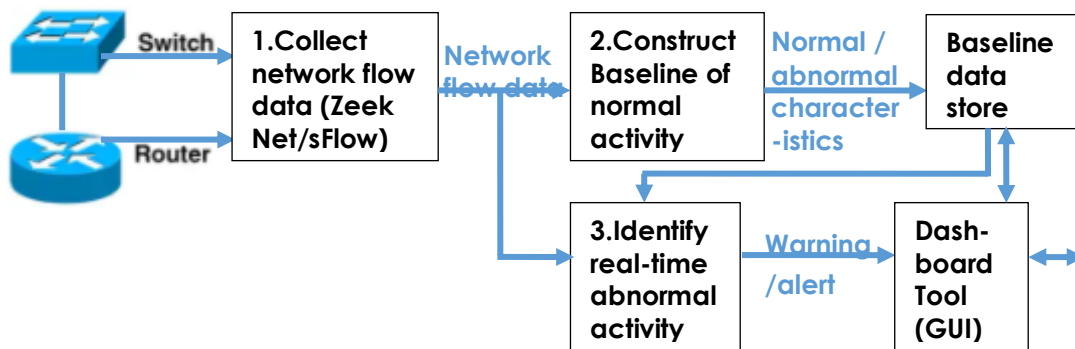 Switch
Router
1.Collect
network flow
data (Zeek
Net/sFlow)
Network
flow data
2.Construct
Baseline of
normal
activity
Normal /
abnormal
character
-istics
Baseline
data
store
3.Identify
real-time
abnormal
activity
Warning
/alert
Dash-
board
Tool
(GUI)